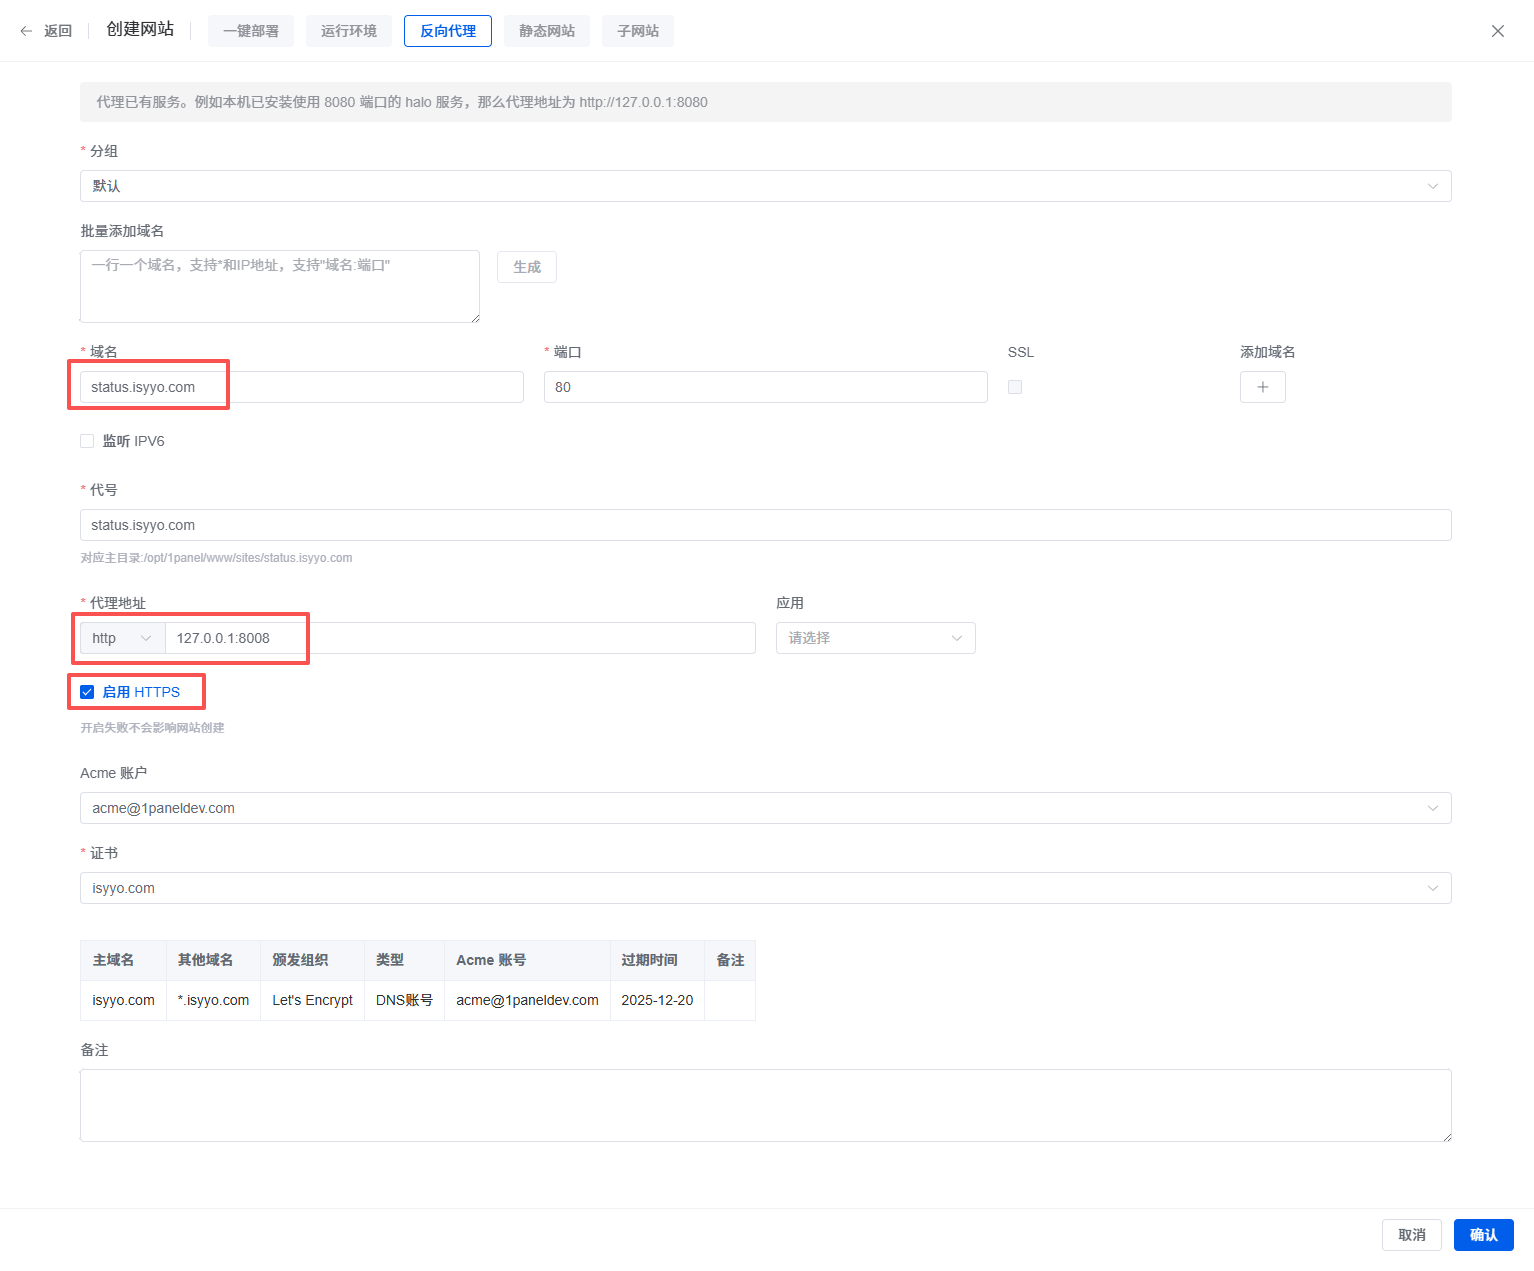 返回 创建网站 一键部署 运行环境 反向代理 静态网站 子网站
代理已有服务。例如本机已安装使用 8080 端口的 halo 服务，那么代理地址为 http://127.0.0.1:8080
* 分组
默认
批量添加域名
一行一个域名，支持*和IP地址，支持"域名:端口" 生成
* 域名 * 端口 SSL 添加域名
status.isyyo.com 80
监听 IPV6
* 代号
status.isyyo.com
对应主目录:/opt/1panel/www/sites/status.isyyo.com
* 代理地址 应用
http 127.0.0.1:8008 请选择
启用 HTTPS
开启失败不会影响网站创建
Acme 账户
acme@1paneldev.com
* 证书
isyyo.com
主域名 其他域名 颁发组织 类型 Acme 账号 过期时间 备注
isyyo.com *.isyyo.com Let's Encrypt DNS账号 acme@1paneldev.com 2025-12-20
备注
取消 确认